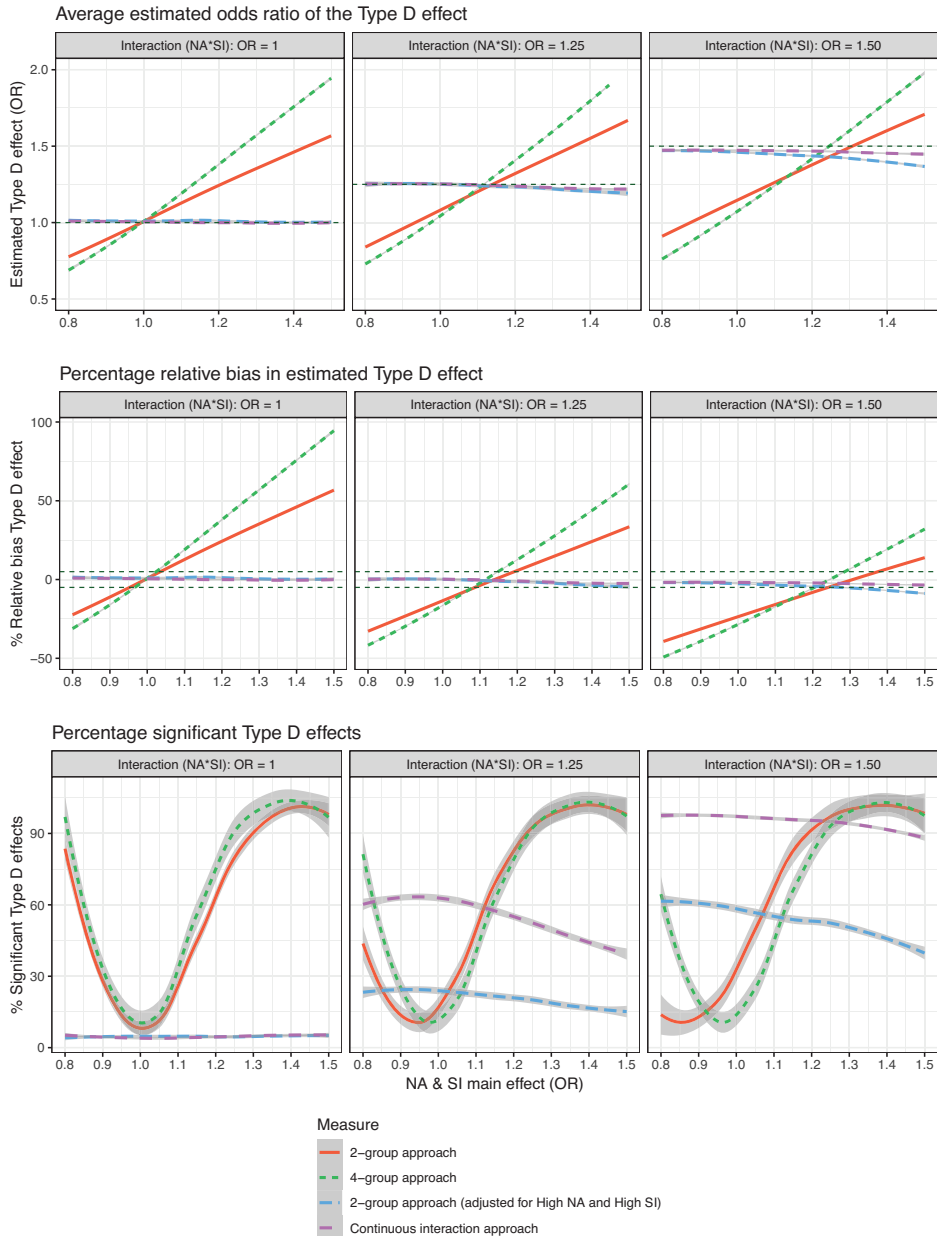 Average estimated odds ratio of the Type D effect
Interaction (NA*SI): OR = 1
Interaction (NA*SI): OR = 1.25
Interaction (NA*SI): OR = 1.50
Estimated Type D effect (OR)
2.0
1.5
1.0
0.5
0.8 1.0 1.2 1.4
0.8 1.0 1.2 1.4
0.8 1.0 1.2 1.4
Percentage relative bias in estimated Type D effect
Interaction (NA*SI): OR = 1
Interaction (NA*SI): OR = 1.25
Interaction (NA*SI): OR = 1.50
% Relative bias Type D effect
100
50
0
−50
0.8 0.9 1.0 1.1 1.2 1.3 1.4 1.5
0.8 0.9 1.0 1.1 1.2 1.3 1.4 1.5
0.8 0.9 1.0 1.1 1.2 1.3 1.4 1.5
Percentage significant Type D effects
Interaction (NA*SI): OR = 1
Interaction (NA*SI): OR = 1.25
Interaction (NA*SI): OR = 1.50
% Significant Type D effects
90
60
30
0
0.8 0.9 1.0 1.1 1.2 1.3 1.4 1.5
0.8 0.9 1.0 1.1 1.2 1.3 1.4 1.5
0.8 0.9 1.0 1.1 1.2 1.3 1.4 1.5
NA & SI main effect (OR)
Measure
2−group approach
4−group approach
2−group approach (adjusted for High NA and High SI)
Continuous interaction approach